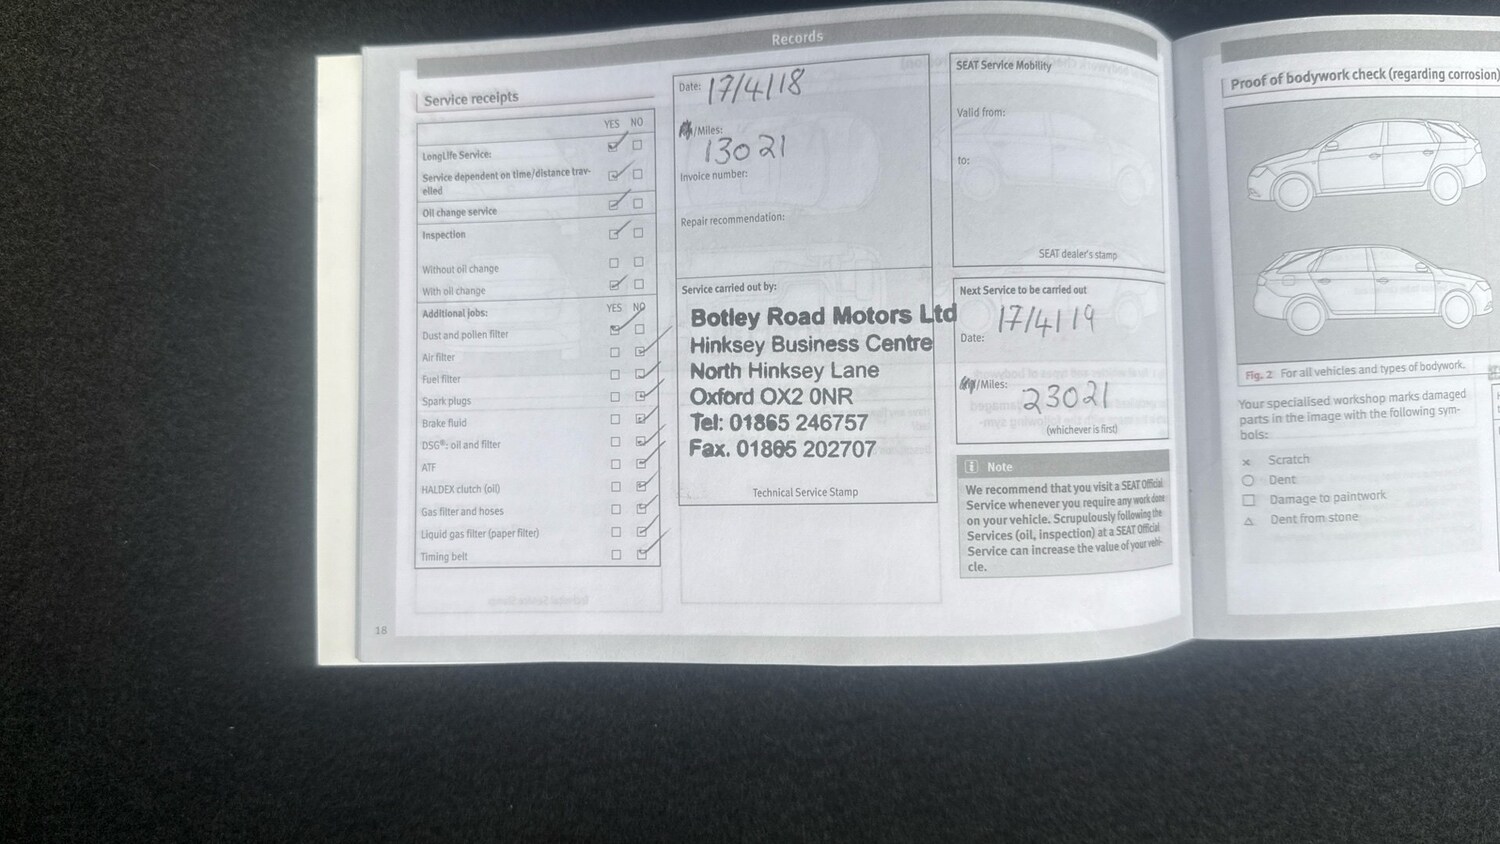 Records
Service receipts
YES NO
LongLife Service:
Service dependent on time/distance trav-
elled
Oil change service
Inspection
Without oil change
With oil change
Additional jobs: YES NO
Dust and pollen filter
Air filter
Fuel filter
Spark plugs
Brake fluid
DSG®: oil and filter
ATF
HALDEX clutch (oil)
Gas filter and hoses
Liquid gas filter (paper filter)
Timing belt
18
Date: 17/4/18
/Miles:
13021
Invoice number:
Repair recommendation:
Service carried out by:
Botley Road Motors Ltd
Hinksey Business Centre
North Hinksey Lane
Oxford OX2 0NR
Tel: 01865 246757
Fax. 01865 202707
Technical Service Stamp
SEAT Service Mobility
Valid from:
to:
SEAT dealer's stamp
Next Service to be carried out
Date: 17/4/19
/Miles: 23021
(whichever is first)
Note
We recommend that you visit a SEAT Official
Service whenever you require any work done
on your vehicle. Scrupulously following the
Services (oil, inspection) at a SEAT Official
Service can increase the value of your vehi-
cle.
Proof of bodywork check (regarding corrosion)
Fig. 2 For all vehicles and types of bodywork.
Your specialised workshop marks damaged
parts in the image with the following sym-
bols:
Scratch
Dent
Damage to paintwork
Dent from stone